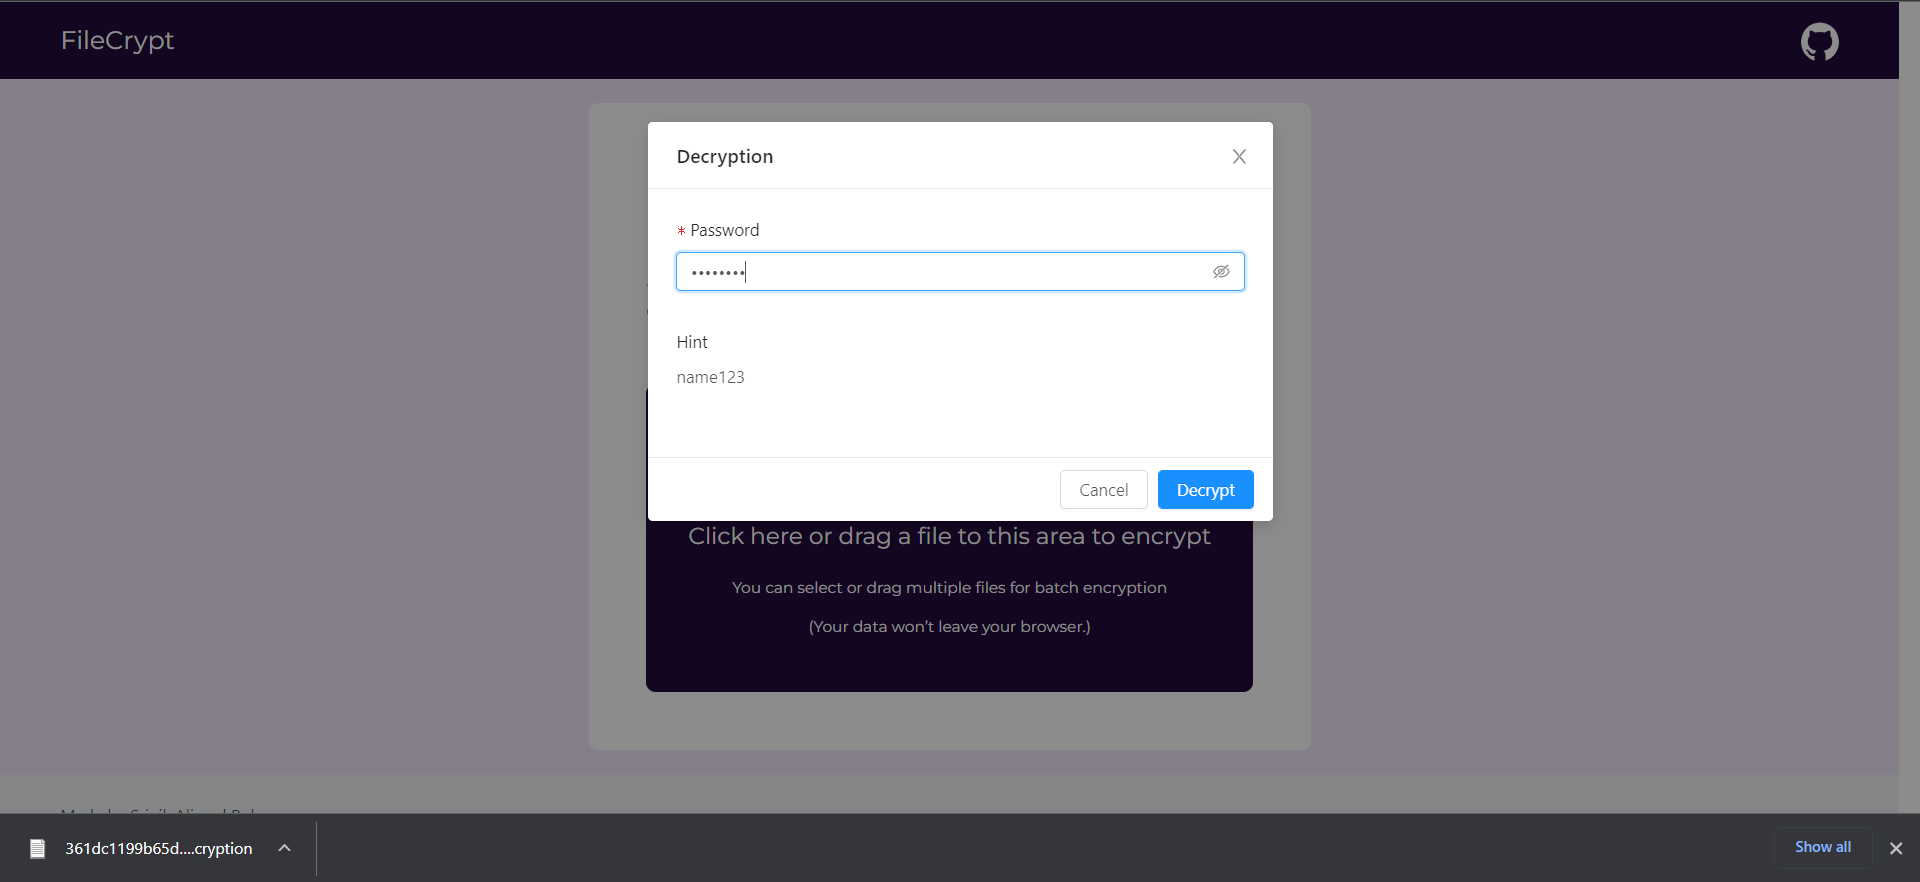 FileCrypt
Decryption
* Password
••••••••
Hint
name123
Cancel
Decrypt
Click here or drag a file to this area to encrypt
You can select or drag multiple files for batch encryption
(Your data won't leave your browser.)
361dc1199b65d....cryption
Show all